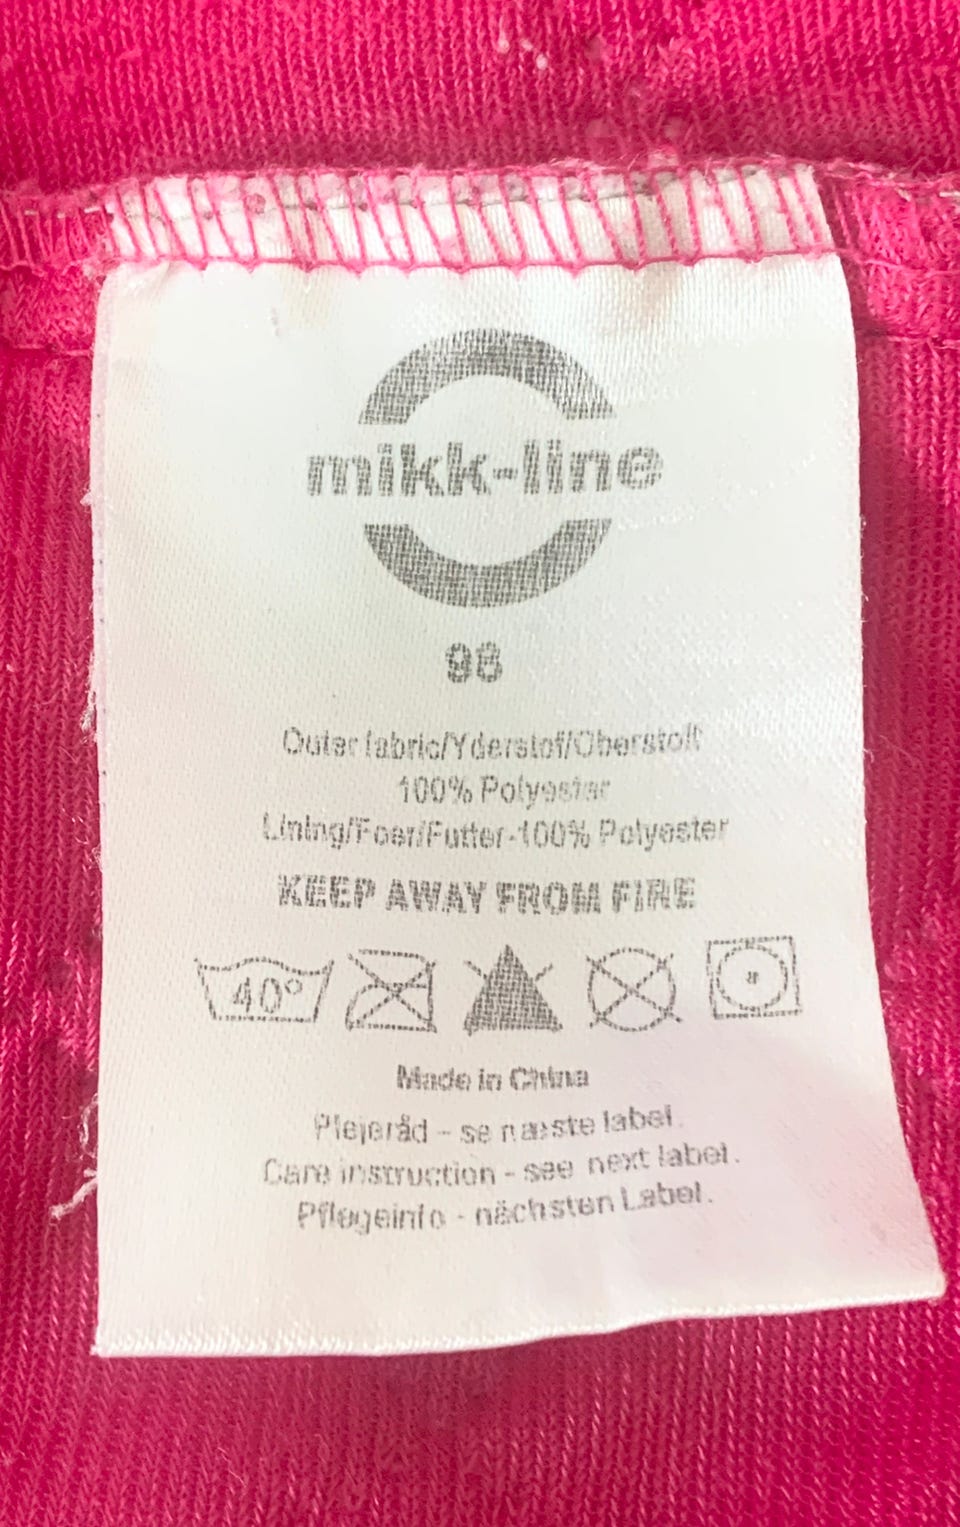 mikk-line
98
Outer fabric/Yderstof/Oberstoff
100% Polyester
Lining/Foer/Futter-100% Polyester
KEEP AWAY FROM FIRE
40°
Made in China
Plejeråd - se næste label.
Care instruction - see next label.
Pflegeinfo - nächsten Label.